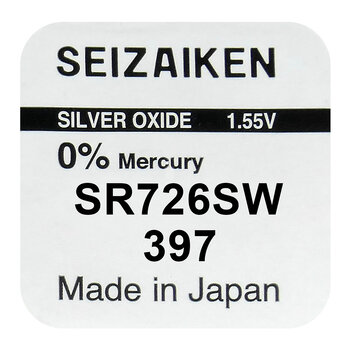 SEIZAIKEN
SILVER OXIDE 1.55V
0% Mercury
SR726SW
397
Made in Japan